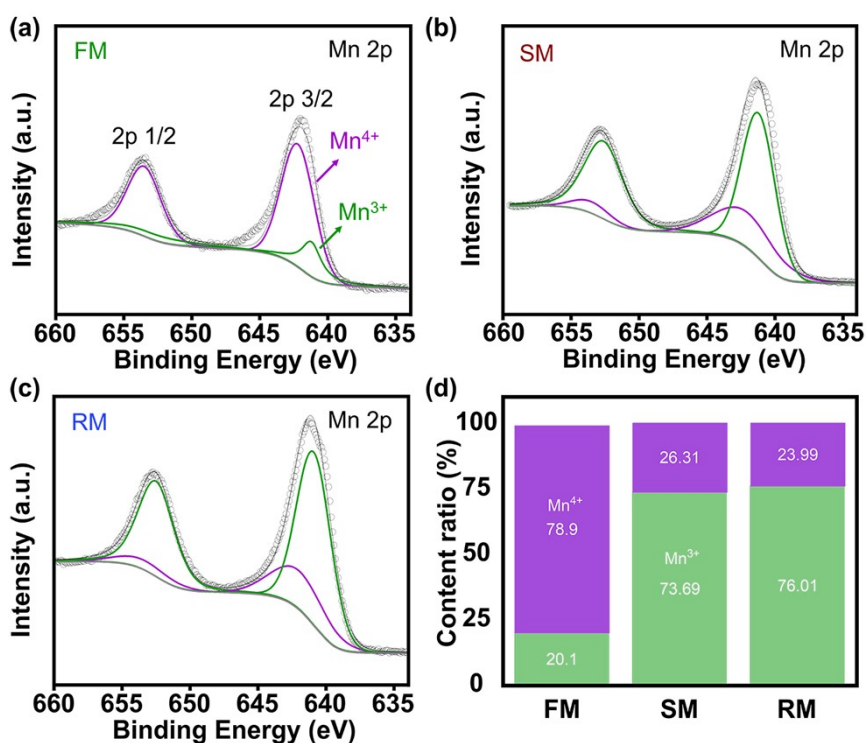 (a)
FM
Mn 2p
2p 1/2
2p 3/2
Mn⁴⁺
Mn³⁺
Intensity (a.u.)
660 655 650 645 640 635
Binding Energy (eV)
(b)
SM
Mn 2p
Intensity (a.u.)
660 655 650 645 640 635
Binding Energy (eV)
(c)
RM
Mn 2p
Intensity (a.u.)
660 655 650 645 640 635
Binding Energy (eV)
(d)
Content ratio (%)
100
75
50
25
0
Mn⁴⁺
78.9
20.1
26.31
Mn³⁺
73.69
23.99
76.01
FM SM RM